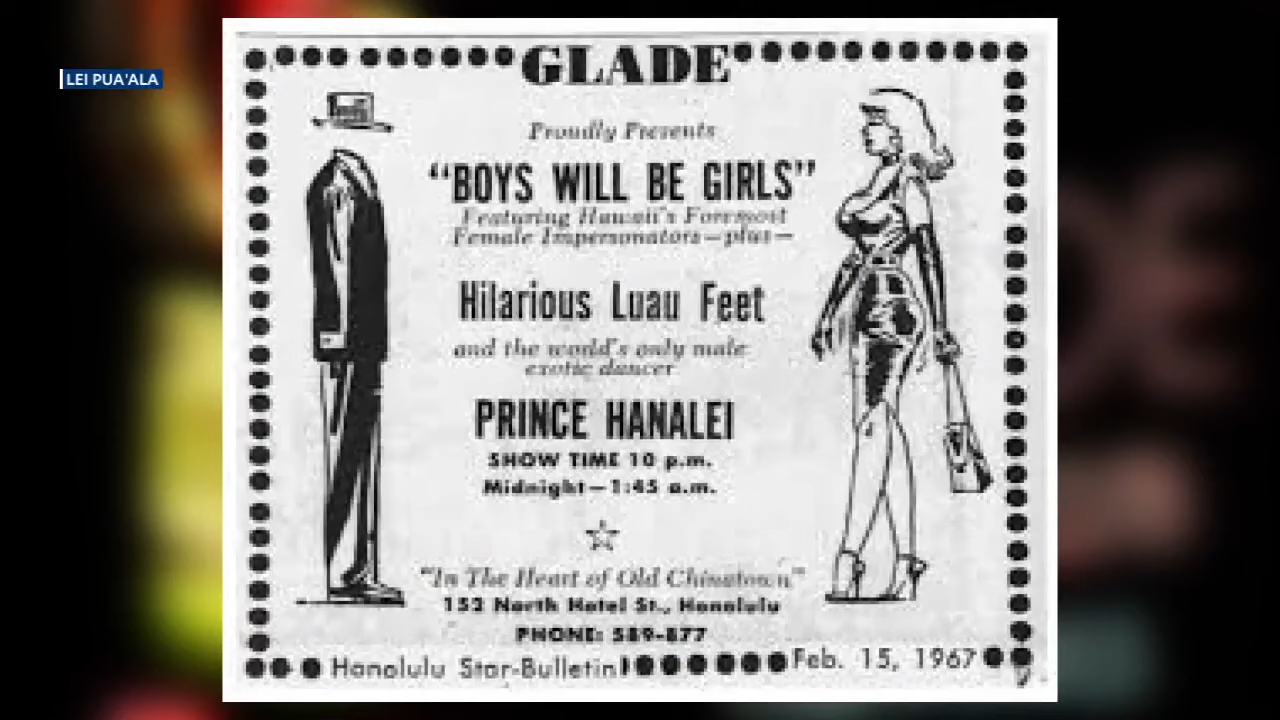 LEI PUA'ALA
GLADE
Proudly Presents
"BOYS WILL BE GIRLS"
Featuring Hawaii's Foremost
Female Impersonators—plus—
Hilarious Luau Feet
and the world's only male
exotic dancer
PRINCE HANALEI
SHOW TIME 10 p.m.
Midnight—1:45 a.m.
"In The Heart of Old Chinatown"
152 North Hotel St., Honolulu
PHONE: 589-877
Honolulu Star-Bulletin
Feb. 15, 1967